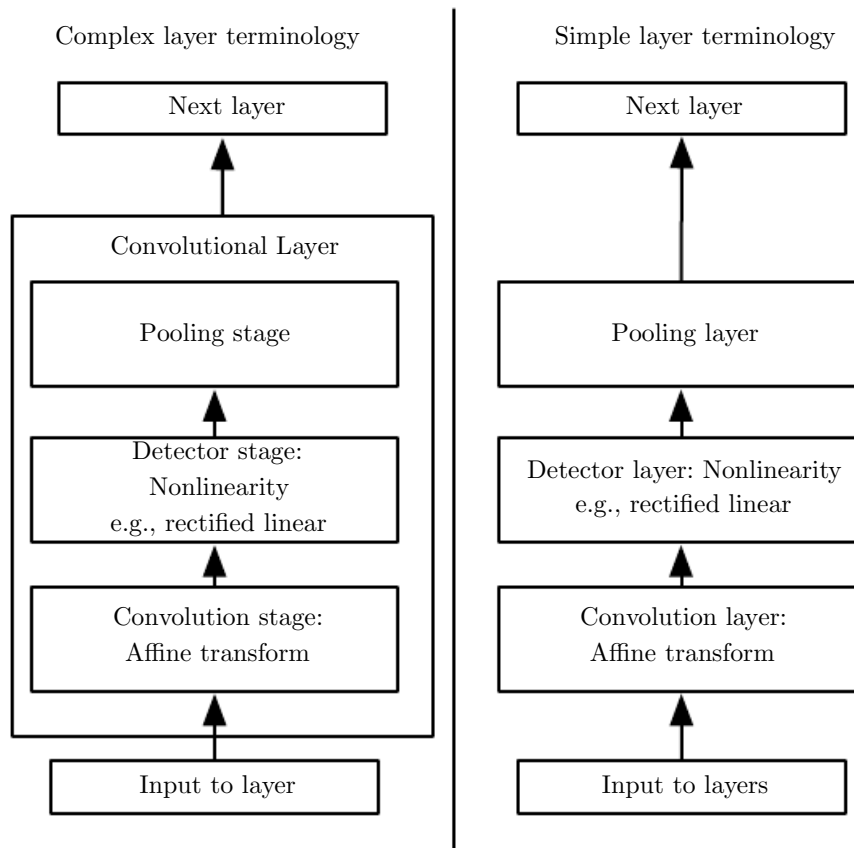 Complex layer terminology
Next layer
Convolutional Layer
Pooling stage
Detector stage:
Nonlinearity
e.g., rectified linear
Convolution stage:
Affine transform
Input to layer
Simple layer terminology
Next layer
Pooling layer
Detector layer: Nonlinearity
e.g., rectified linear
Convolution layer:
Affine transform
Input to layers